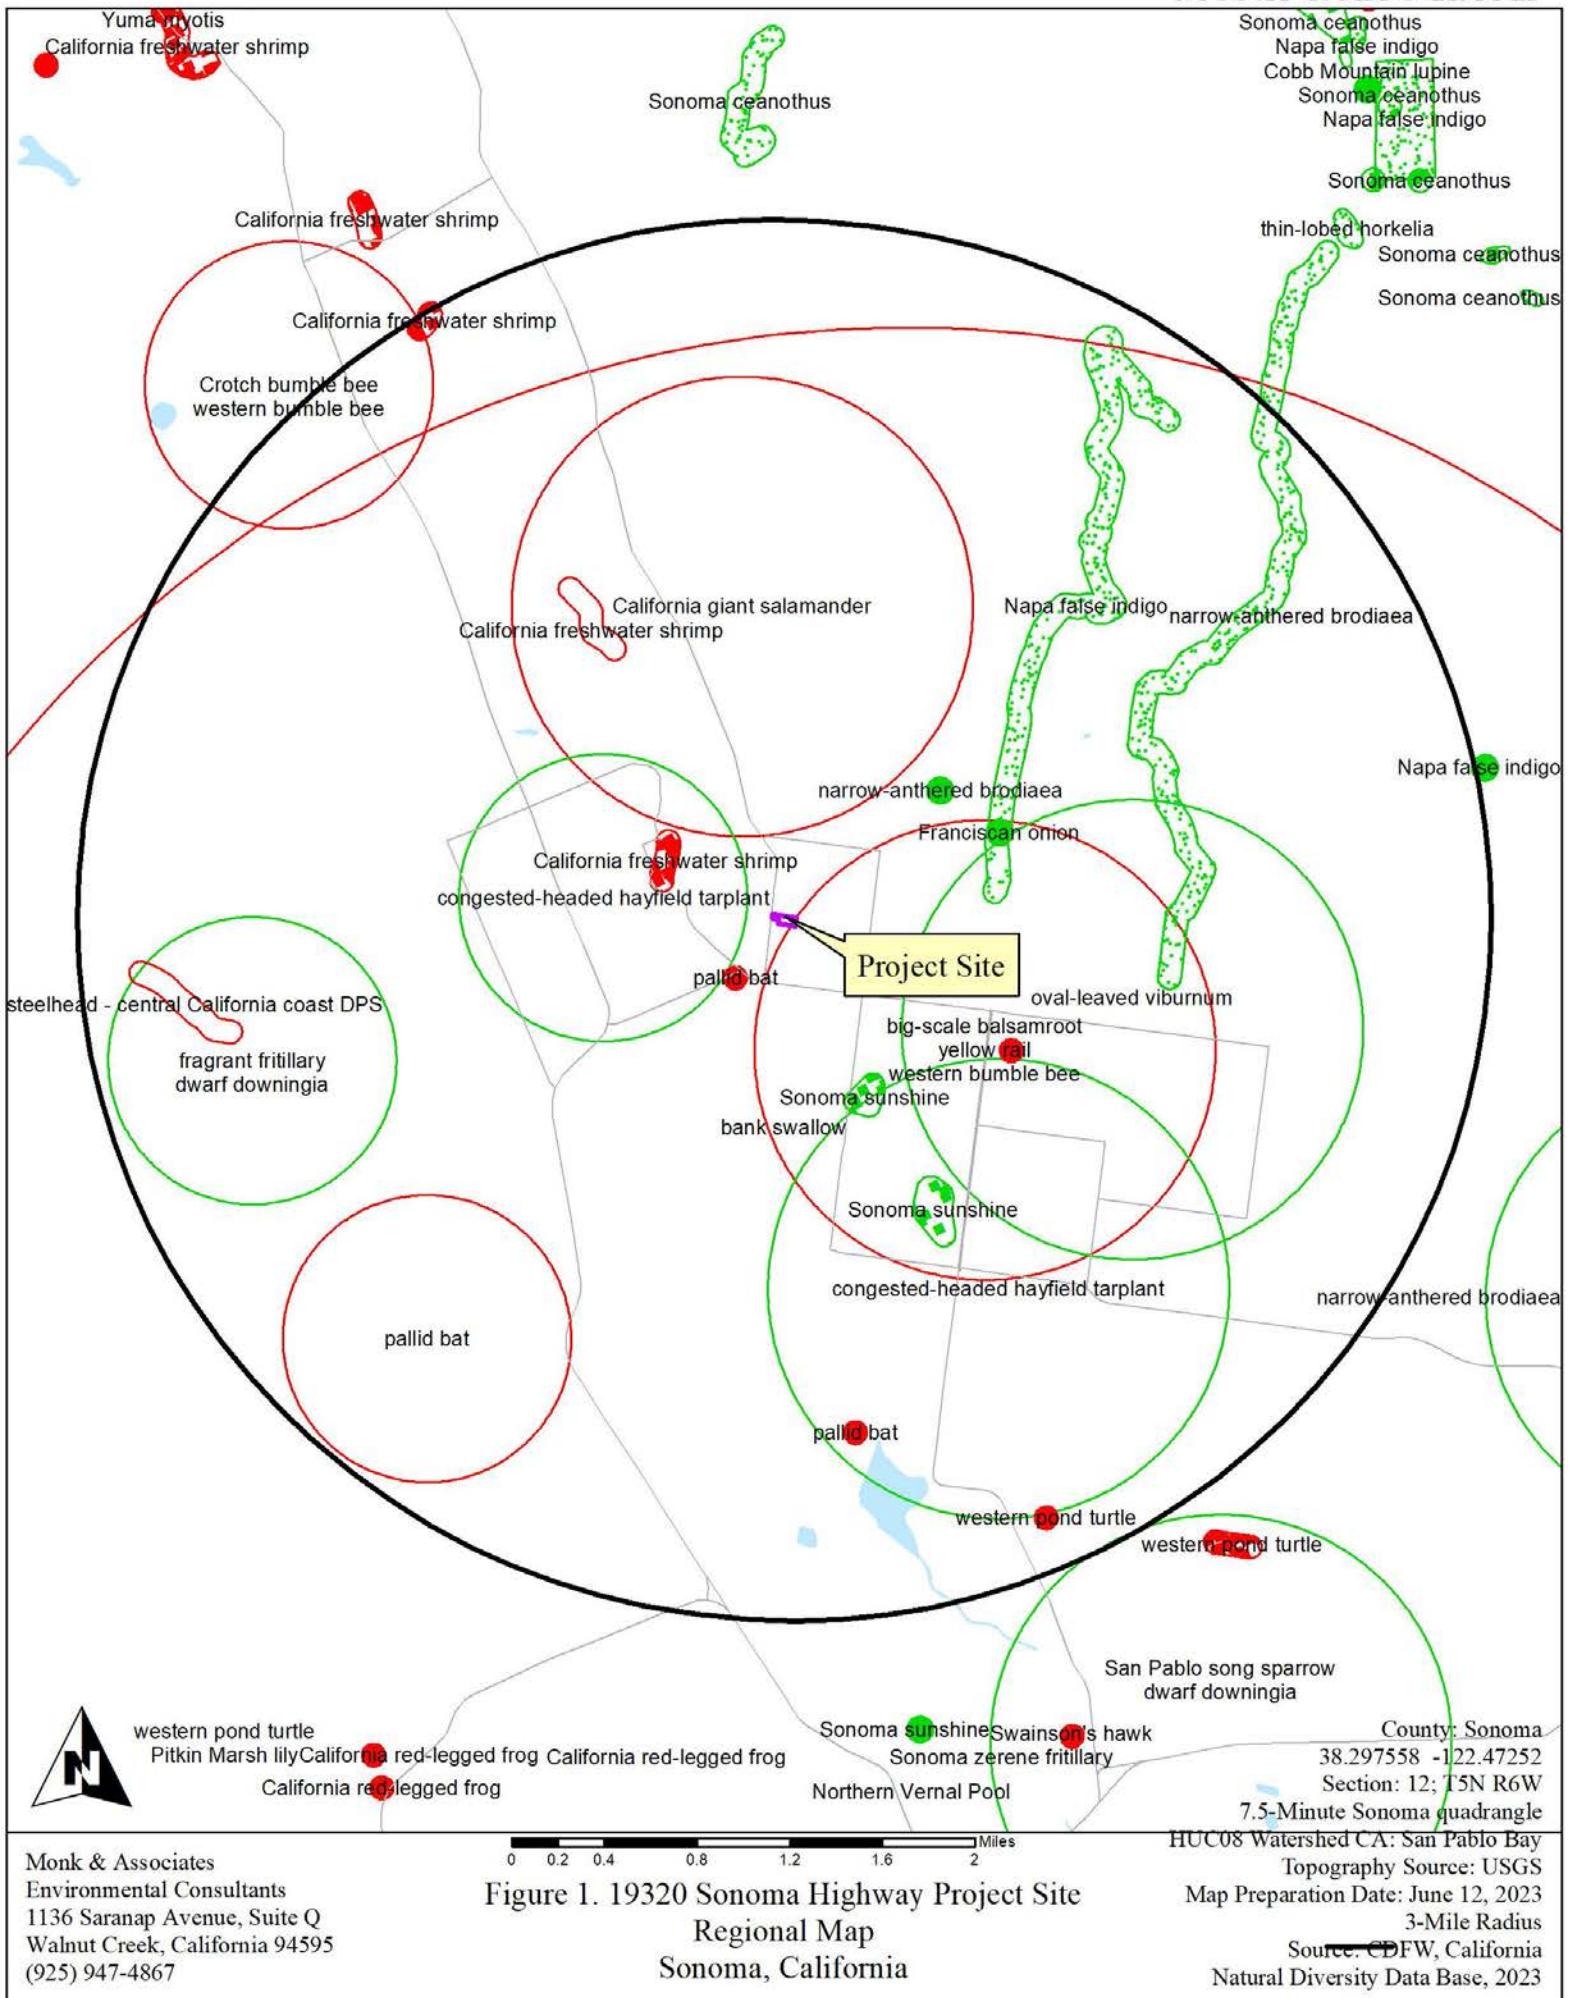 Yuma myotis
California freshwater shrimp
Sonoma ceanothus
Sonoma ceanothus
Napa false indigo
Cobb Mountain lupine
Sonoma ceanothus
Napa false indigo
Sonoma ceanothus
California freshwater shrimp
thin-lobed horkelia
Sonoma ceanothus
Sonoma ceanothus
California freshwater shrimp
Crotch bumble bee
western bumble bee
California giant salamander
California freshwater shrimp
Napa false indigo
narrow-anthered brodiaea
Napa false indigo
narrow-anthered brodiaea
Franciscan onion
California freshwater shrimp
congested-headed hayfield tarplant
Project Site
pallid bat
oval-leaved viburnum
steelhead - central California coast DPS
big-scale balsamroot
yellow rail
western bumble bee
fragrant fritillary
dwarf downingia
Sonoma sunshine
bank swallow
Sonoma sunshine
congested-headed hayfield tarplant
narrow-anthered brodiaea
pallid bat
pallid bat
western pond turtle
western pond turtle
San Pablo song sparrow
dwarf downingia
western pond turtle
Pitkin Marsh lily
California red-legged frog
California red-legged frog
California red-legged frog
Sonoma sunshine
Swainson's hawk
Sonoma zerene fritillary
Northern Vernal Pool
N
County: Sonoma
38.297558 -122.47252
Section: 12; T5N R6W
7.5-Minute Sonoma quadrangle
HUC08 Watershed CA: San Pablo Bay
Topography Source: USGS
Map Preparation Date: June 12, 2023
3-Mile Radius
Source: CDFW, California
Natural Diversity Data Base, 2023
Miles
0 0.2 0.4 0.8 1.2 1.6 2
Monk & Associates
Environmental Consultants
1136 Saranap Avenue, Suite Q
Walnut Creek, California 94595
(925) 947-4867
Figure 1. 19320 Sonoma Highway Project Site
Regional Map
Sonoma, California